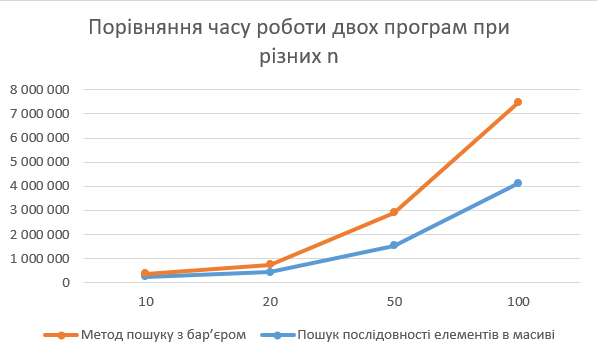 Порівняння часу роботи двох програм при
різних n
8 000 000
7 000 000
6 000 000
5 000 000
4 000 000
3 000 000
2 000 000
1 000 000
0
10 20 50 100
Метод пошуку з бар’єром Пошук послідовності елементів в масиві